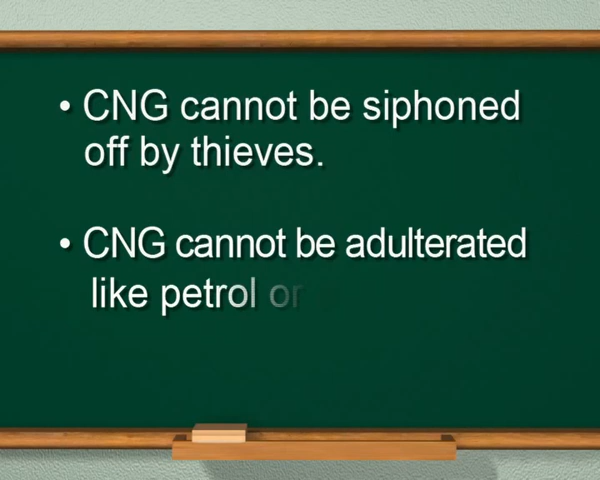 • CNG cannot be siphoned
off by thieves.
• CNG cannot be adulterated
like petrol or